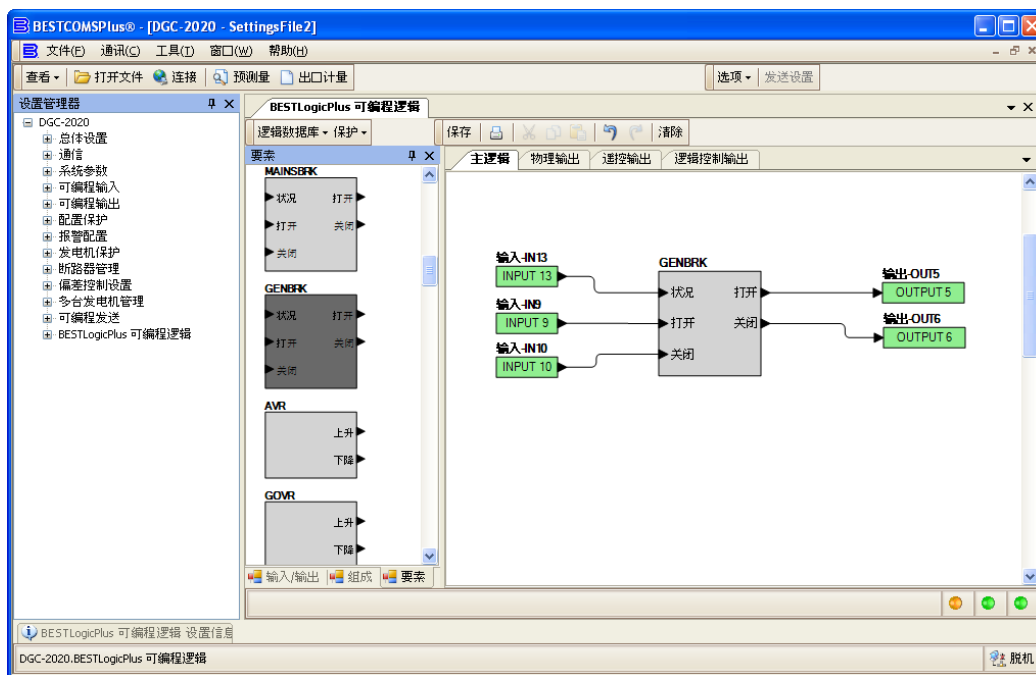 BESTCOMSPlus® - [DGC-2020 - SettingsFile2]
文件(F) 通讯(C) 工具(T) 窗口(W) 帮助(H)
查看 打开文件 连接 预测量 出口计量 选项 发送设置
设置管理器
DGC-2020
总体设置
通信
系统参数
可编程输入
可编程输出
配置保护
报警配置
发电机保护
断路器管理
偏差控制设置
多台发电机管理
可编程发送
BESTLogicPlus 可编程逻辑
BESTLogicPlus 可编程逻辑
逻辑数据库 保护 保存 清除
要素
MAINSBRK
状况 打开
打开 关闭
关闭
GENBRK
状况 打开
打开 关闭
关闭
AVR
上升
下降
GOVR
上升
下降
输入/输出 组成 要素
主逻辑 物理输出 遥控输出 逻辑控制输出
输入-IN13
INPUT 13
输入-IN9
INPUT 9
输入-IN10
INPUT 10
GENBRK
状况 打开
打开 关闭
关闭
输出-OUT5
OUTPUT 5
输出-OUT6
OUTPUT 6
BESTLogicPlus 可编程逻辑 设置信息
DGC-2020.BESTLogicPlus 可编程逻辑 脱机